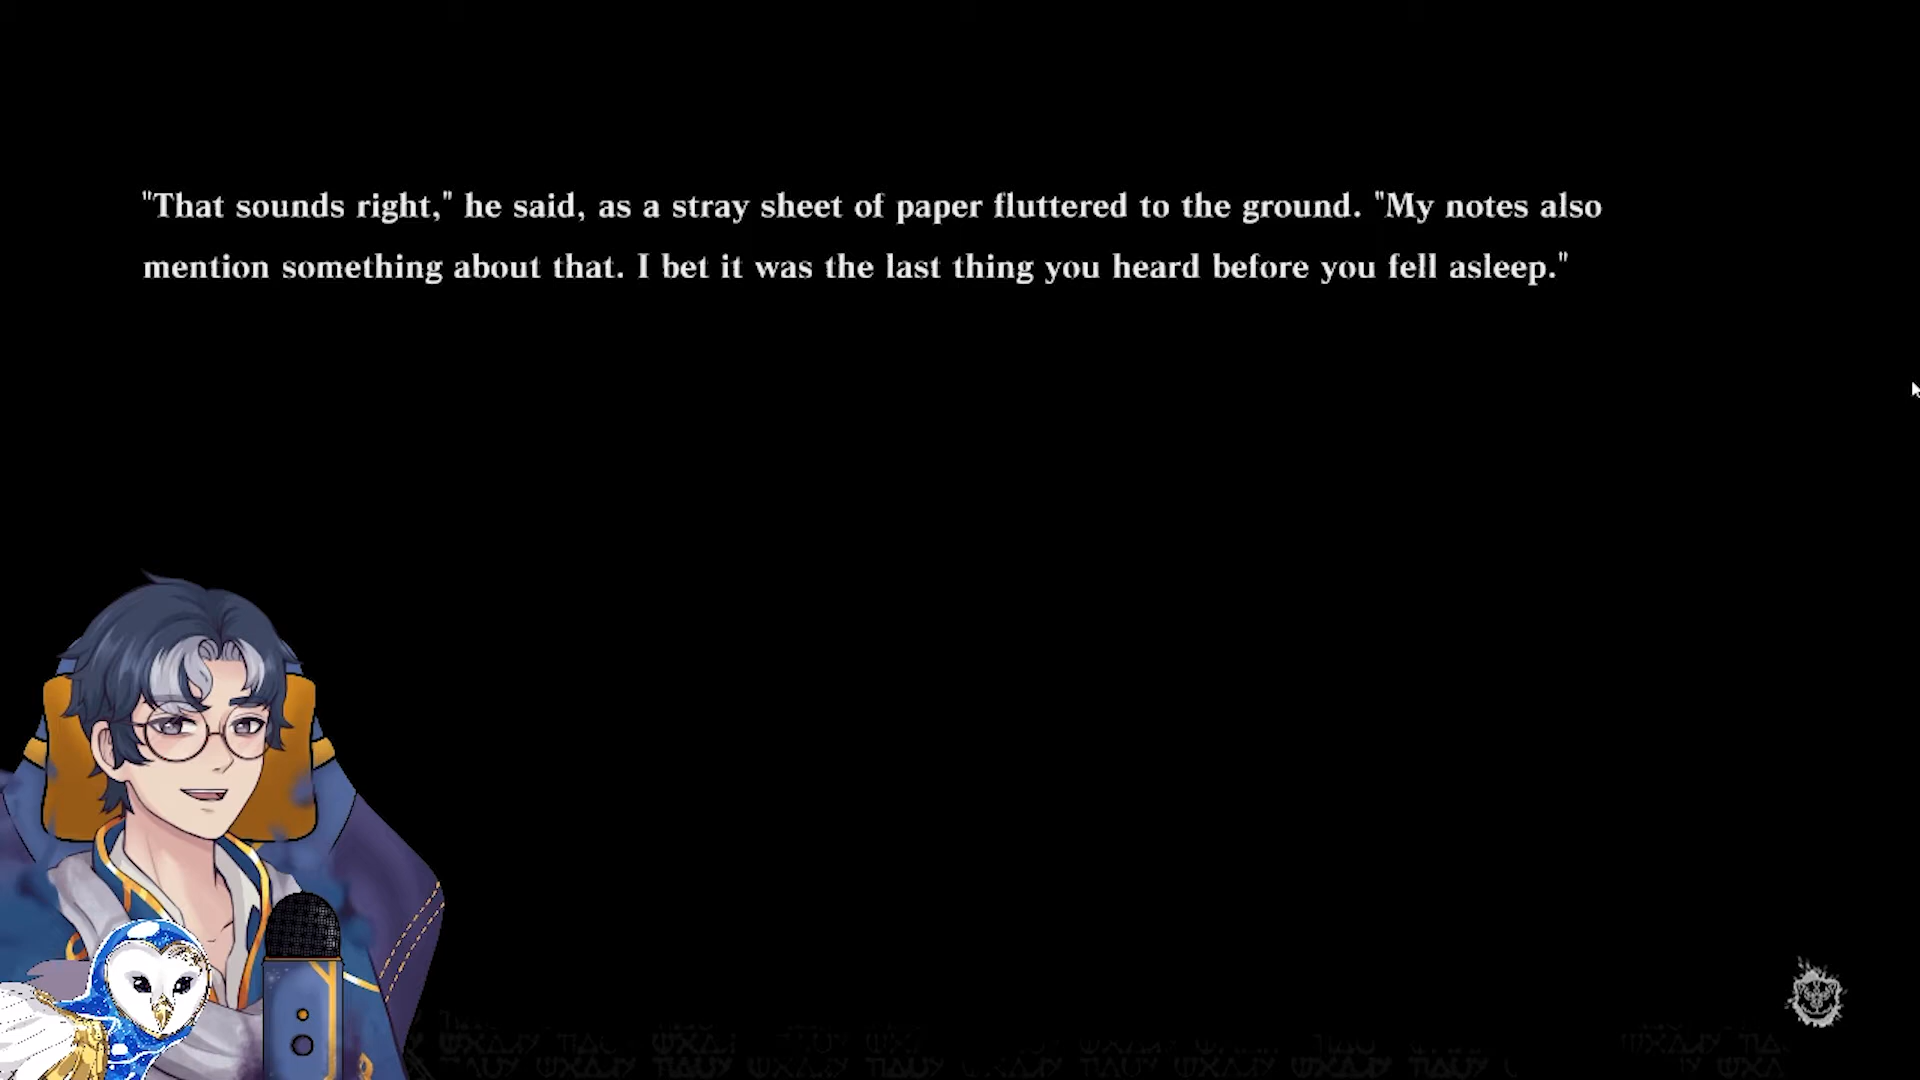 "That sounds right," he said, as a stray sheet of paper fluttered to the ground. "My notes also
mention something about that. I bet it was the last thing you heard before you fell asleep."